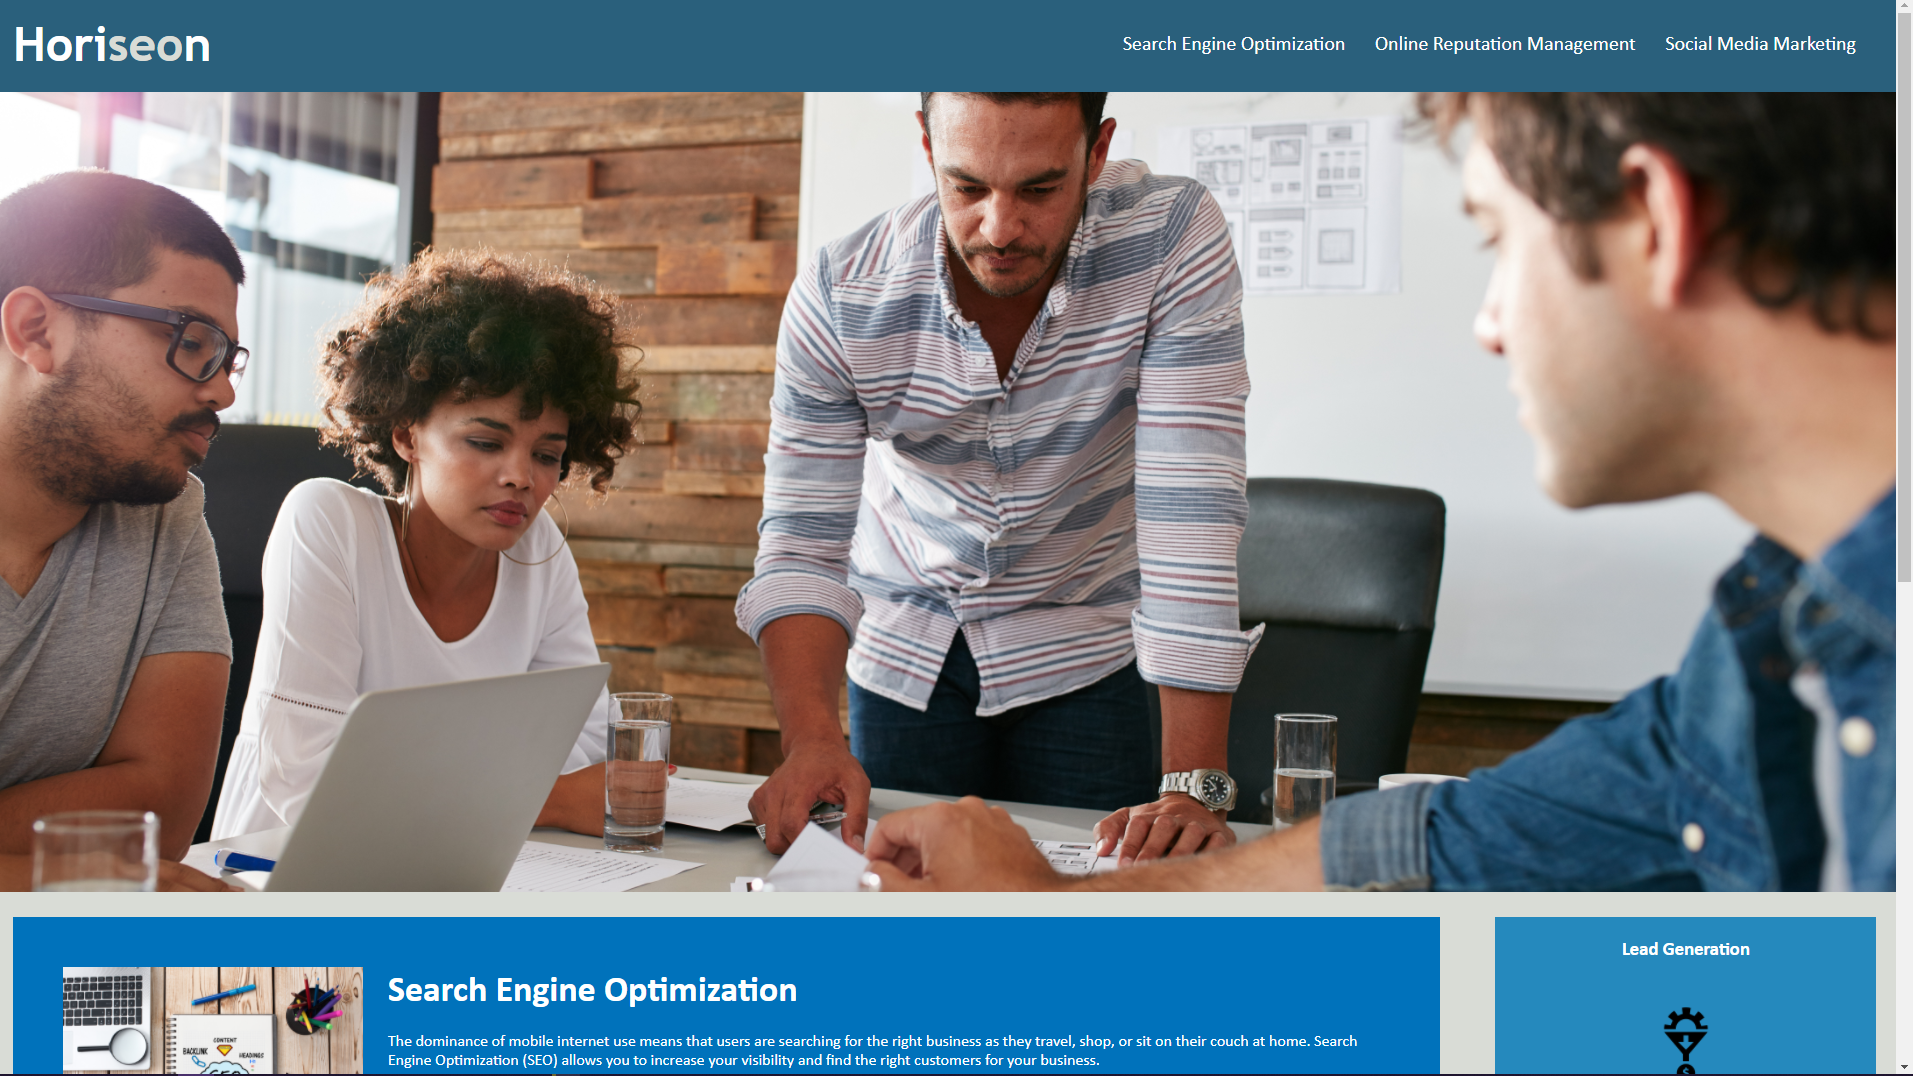 Horiseon
Search Engine Optimization
Online Reputation Management
Social Media Marketing
Search Engine Optimization
The dominance of mobile internet use means that users are searching for the right business as they travel, shop, or sit on their couch at home. Search
Engine Optimization (SEO) allows you to increase your visibility and find the right customers for your business.
CONTENT
BACKLINK
HEADINGS
SEO
Lead Generation
$